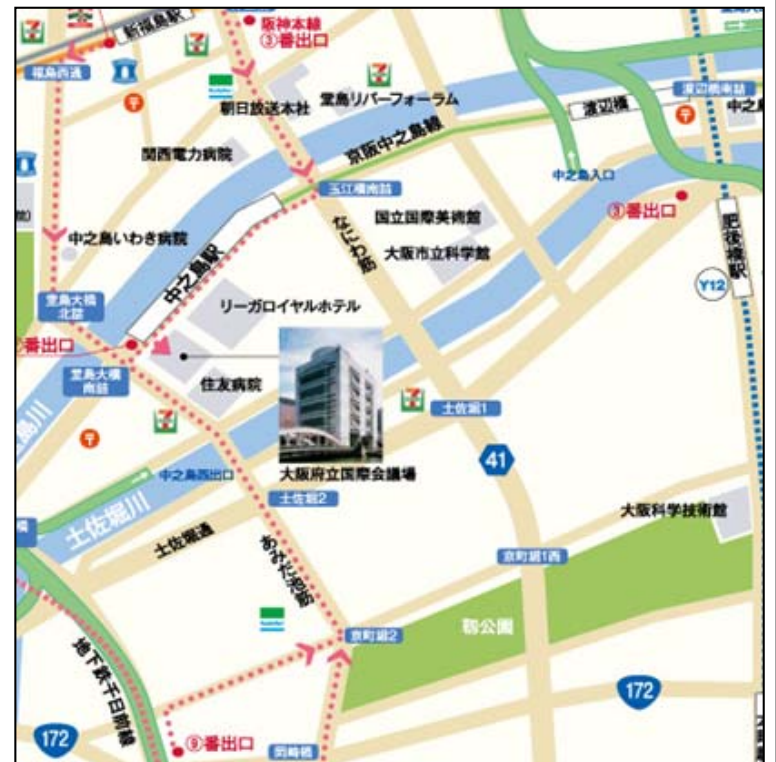 新福島駅
阪神本線
③番出口
福島西通
朝日放送本社
堂島リバーフォーラム
渡辺橋南詰
渡辺橋
関西電力病院
京阪中之島線
中之島入口
玉江橋南詰
③番出口
国立国際美術館
なにわ筋
大阪市立科学館
肥後橋駅
中之島いわき病院
中之島駅
Y12
堂島大橋
北詰
リーガロイヤルホテル
番出口
堂島大橋
南詰
住友病院
土佐堀1
41
中之島西出口
大阪府立国際会議場
土佐堀2
土佐堀川
大阪科学技術館
土佐堀通
あみだ池筋
京町堀1西
靱公園
京町堀2
地下鉄千日前線
172
172
⑨番出口
岡崎橋